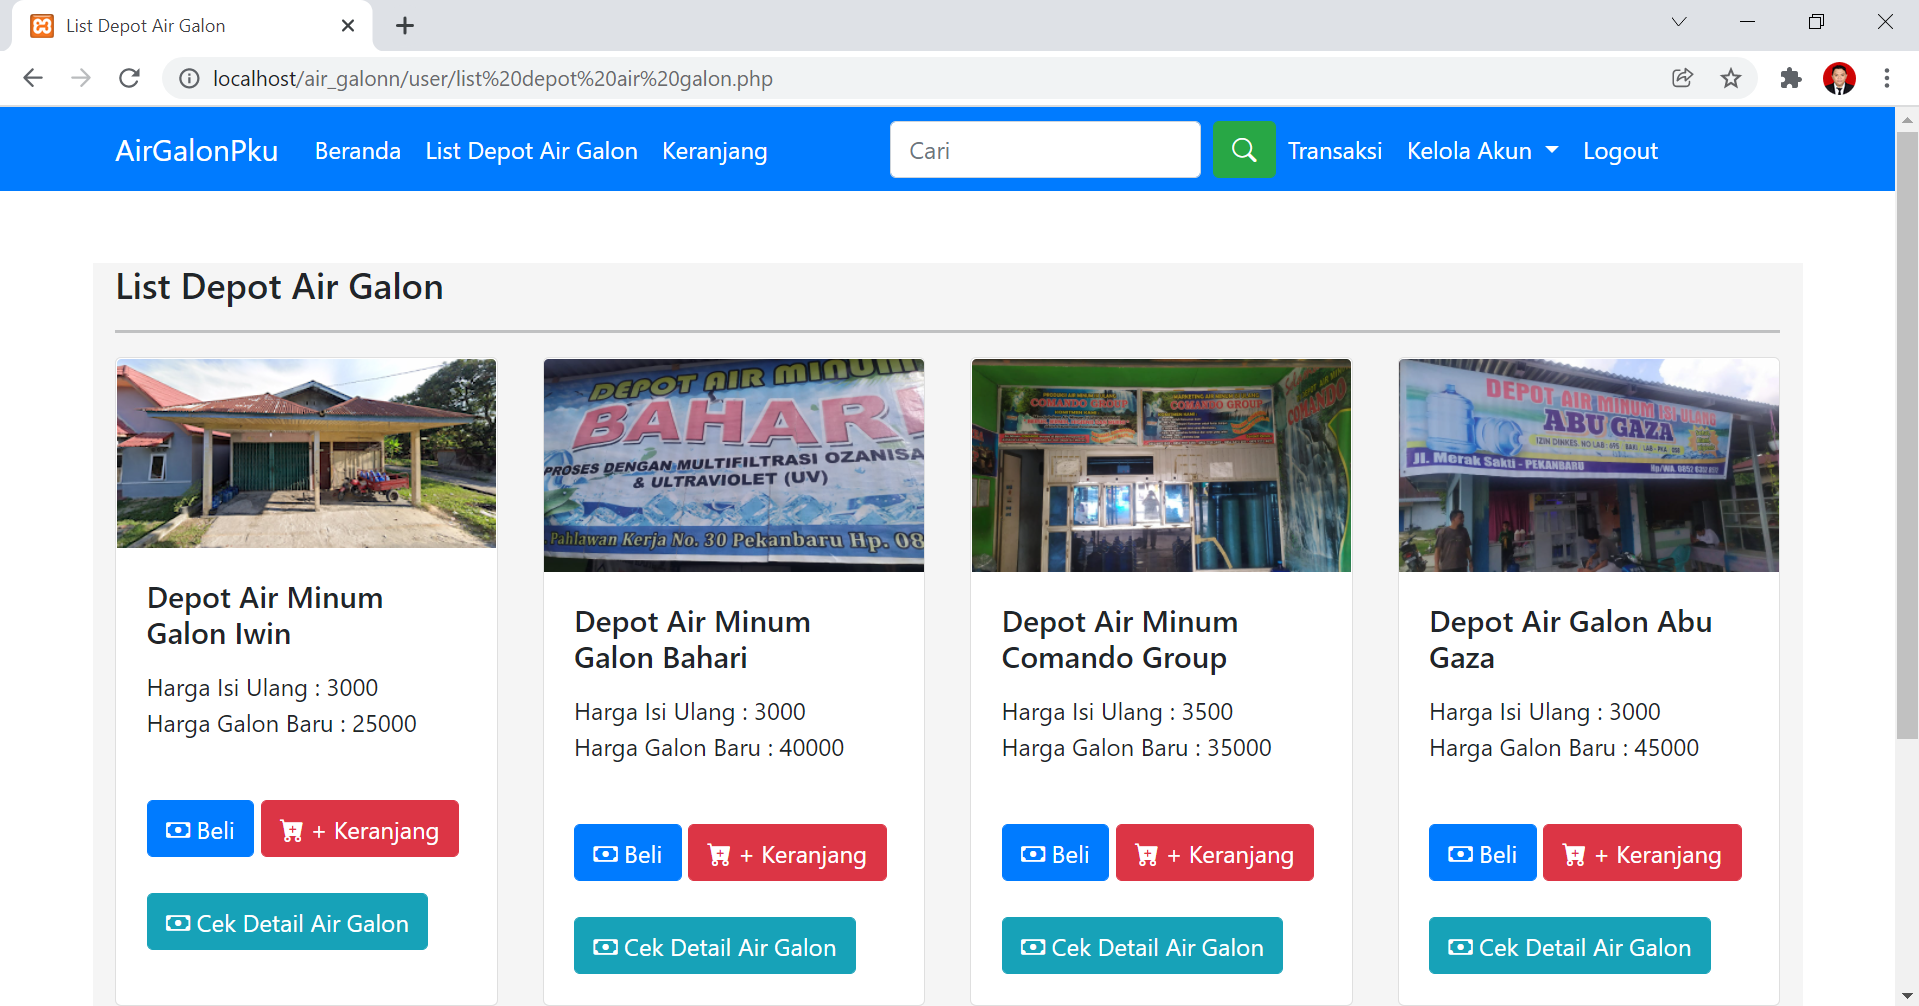 List Depot Air Galon
localhost/air_galonn/user/list%20depot%20air%20galon.php
AirGalonPku Beranda List Depot Air Galon Keranjang Cari Transaksi Kelola Akun Logout
List Depot Air Galon
DEPOT AIR MINUM
BAHARI
PROSES DENGAN MULTIFILTRASI OZANISA
& ULTRAVIOLET (UV)
Pahlawan Kerja No. 30 Pekanbaru Hp. 08
COMANDO GROUP
COMANDO GROUP
COMANDO
DEPOT AIR MINUM ISI ULANG
ABU GAZA
IZIN DINKES. NO LAB
Jl. Merak Sakti - PEKANBARU
Depot Air Minum
Galon Iwin
Harga Isi Ulang : 3000
Harga Galon Baru : 25000
Beli
+ Keranjang
Cek Detail Air Galon
Depot Air Minum
Galon Bahari
Harga Isi Ulang : 3000
Harga Galon Baru : 40000
Beli
+ Keranjang
Cek Detail Air Galon
Depot Air Minum
Comando Group
Harga Isi Ulang : 3500
Harga Galon Baru : 35000
Beli
+ Keranjang
Cek Detail Air Galon
Depot Air Galon Abu
Gaza
Harga Isi Ulang : 3000
Harga Galon Baru : 45000
Beli
+ Keranjang
Cek Detail Air Galon